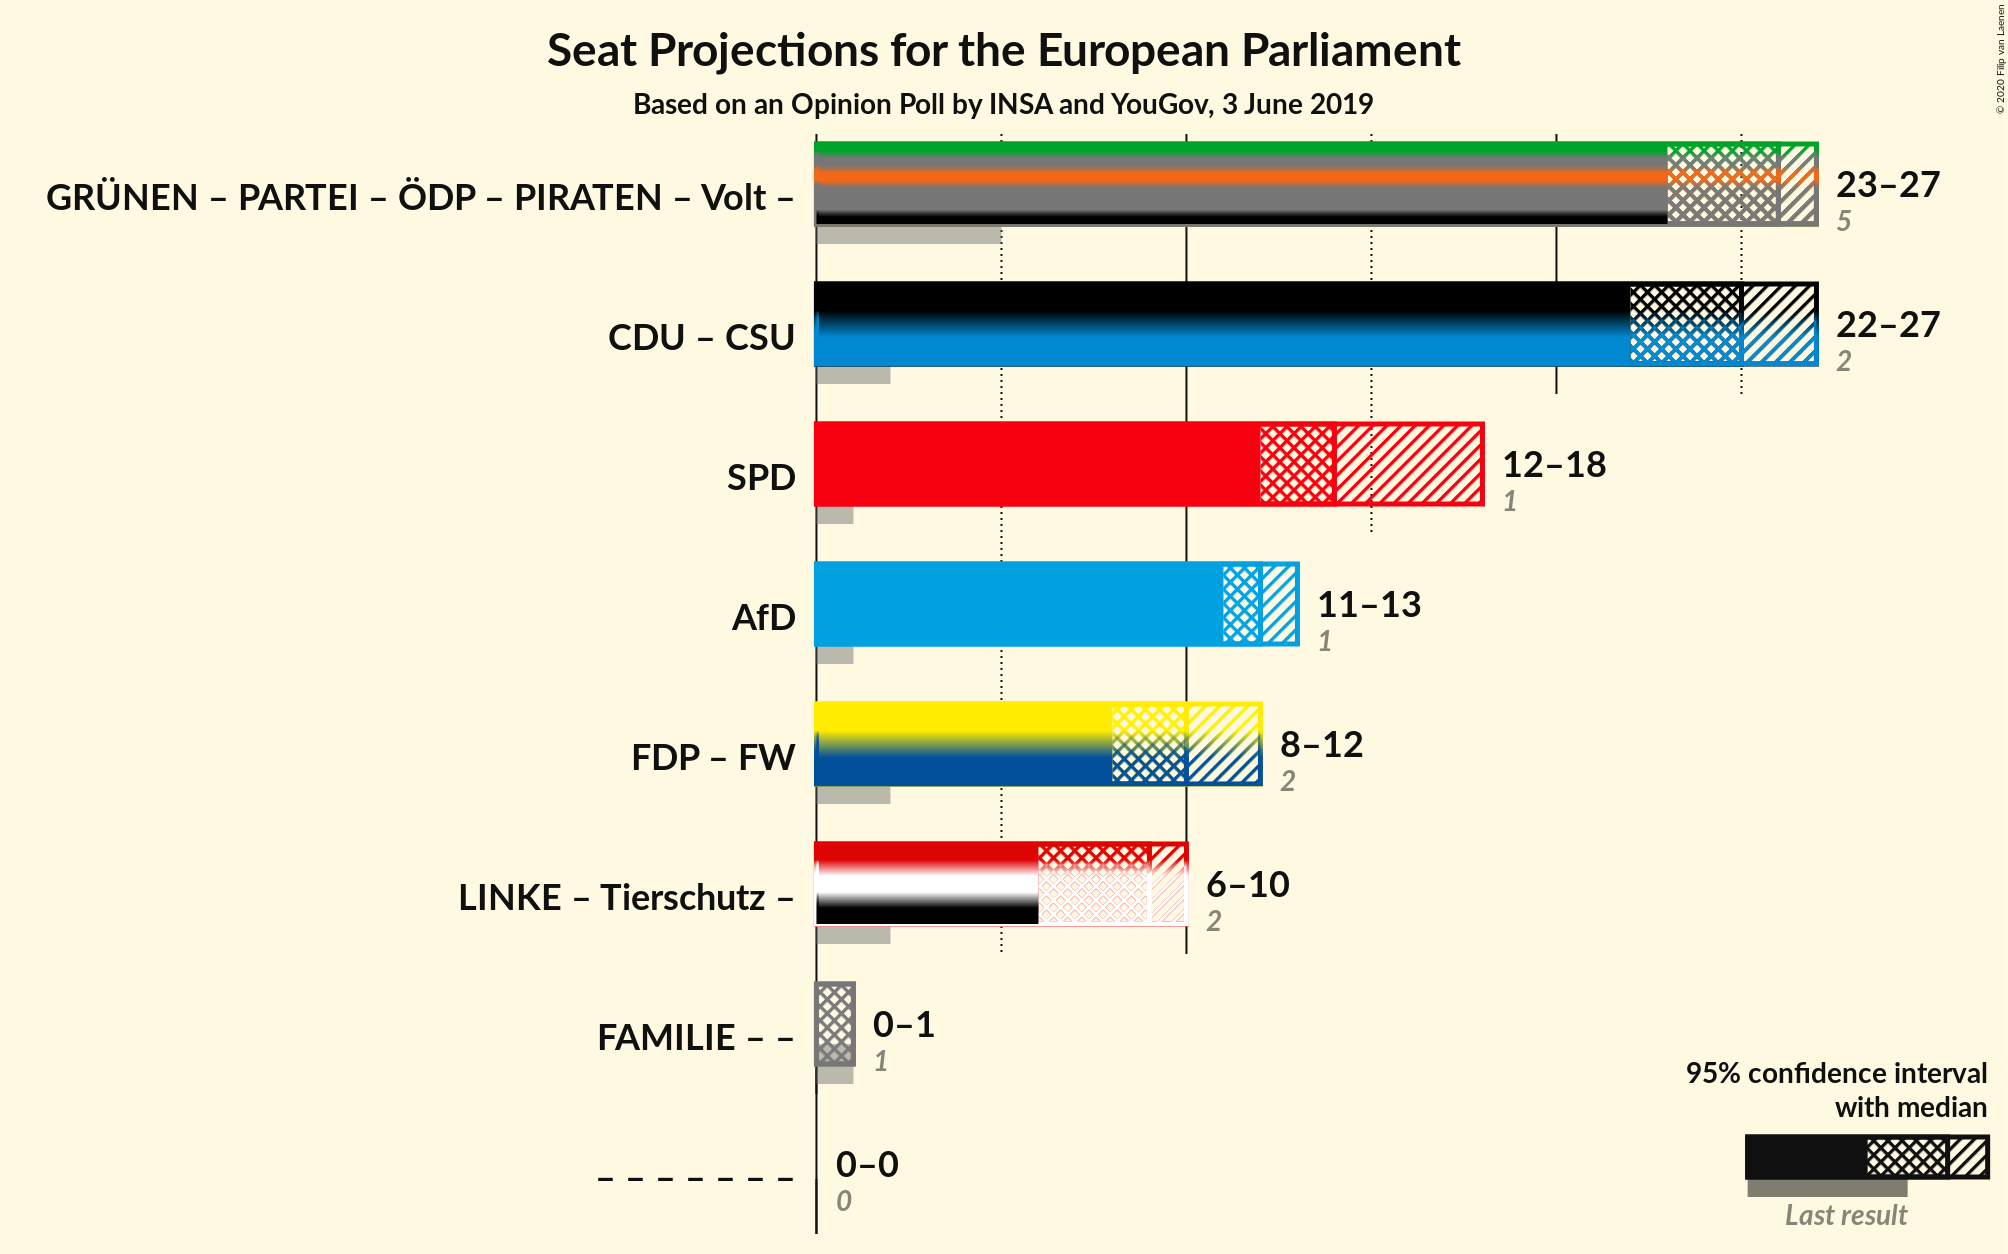 Seat Projections for the European Parliament
Based on an Opinion Poll by INSA and YouGov, 3 June 2019
© 2020 Filip van Laenen
GRÜNEN – PARTEI – ÖDP – PIRATEN – Volt –
23–27
5
CDU – CSU
22–27
2
SPD
12–18
1
AfD
11–13
1
FDP – FW
8–12
2
LINKE – Tierschutz –
6–10
2
FAMILIE – –
0–1
1
– – – – – – –
0–0
0
95% confidence interval
with median
Last result